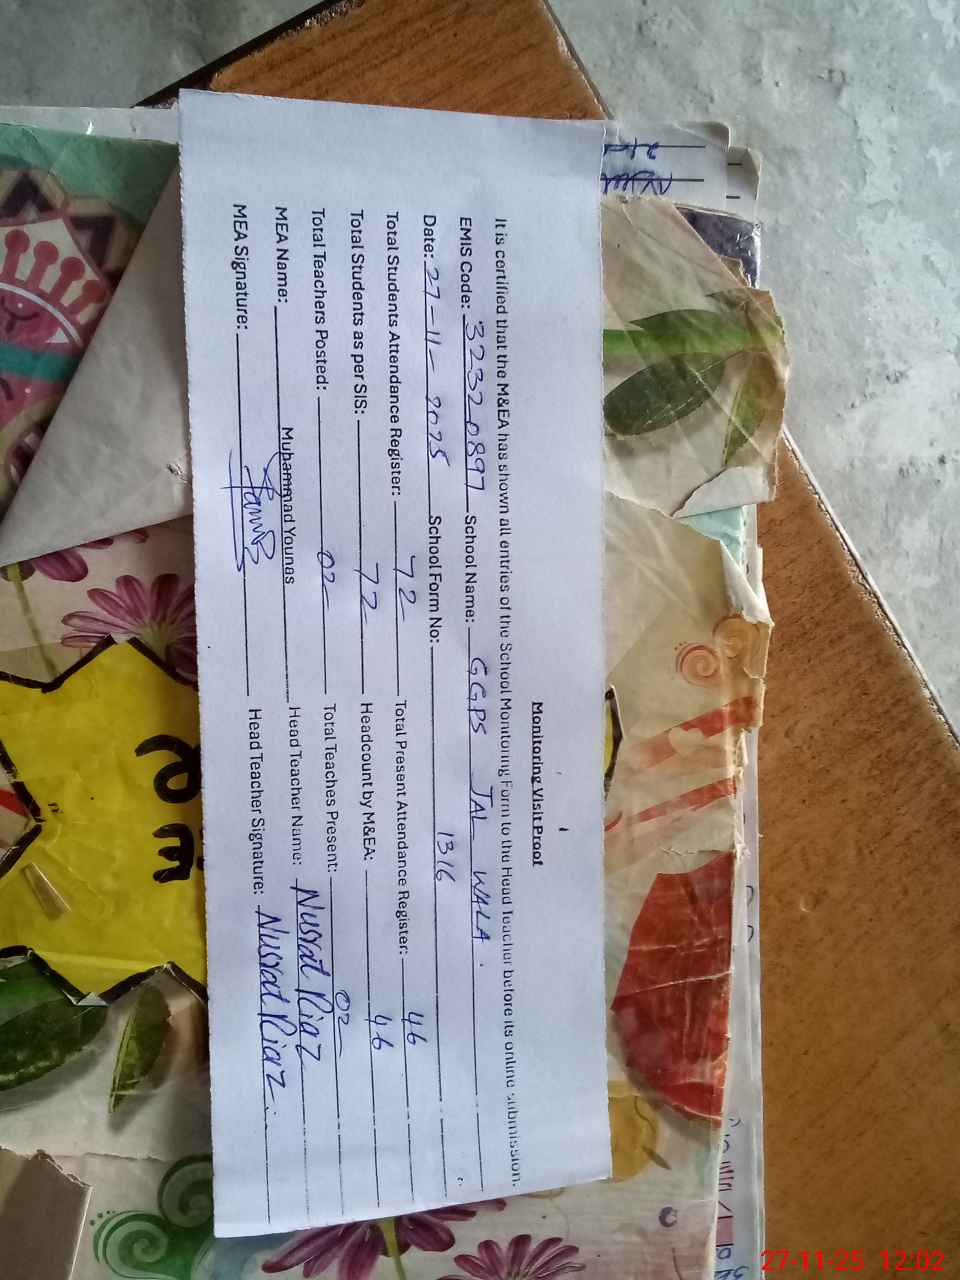 Monitoring Visit Proof
It is certified that the M&EA has shown all entries of the School Monitoring Form to the Head Teacher before its online submission.
EMIS Code: 32320897 School Name: GGPS JAL WALA.
Date: 27-11-2025 School Form No: 1316
Total Students Attendance Register: 72 Total Present Attendance Register: 46
Total Students as per SIS: 72 Headcount by M&EA: 46
Total Teachers Posted: 02 Total Teaches Present: 02
MEA Name: Muhammad Younas Head Teacher Name: Nusrat Riaz
MEA Signature: Head Teacher Signature: Nusrat Riaz
27-11-25 12:02